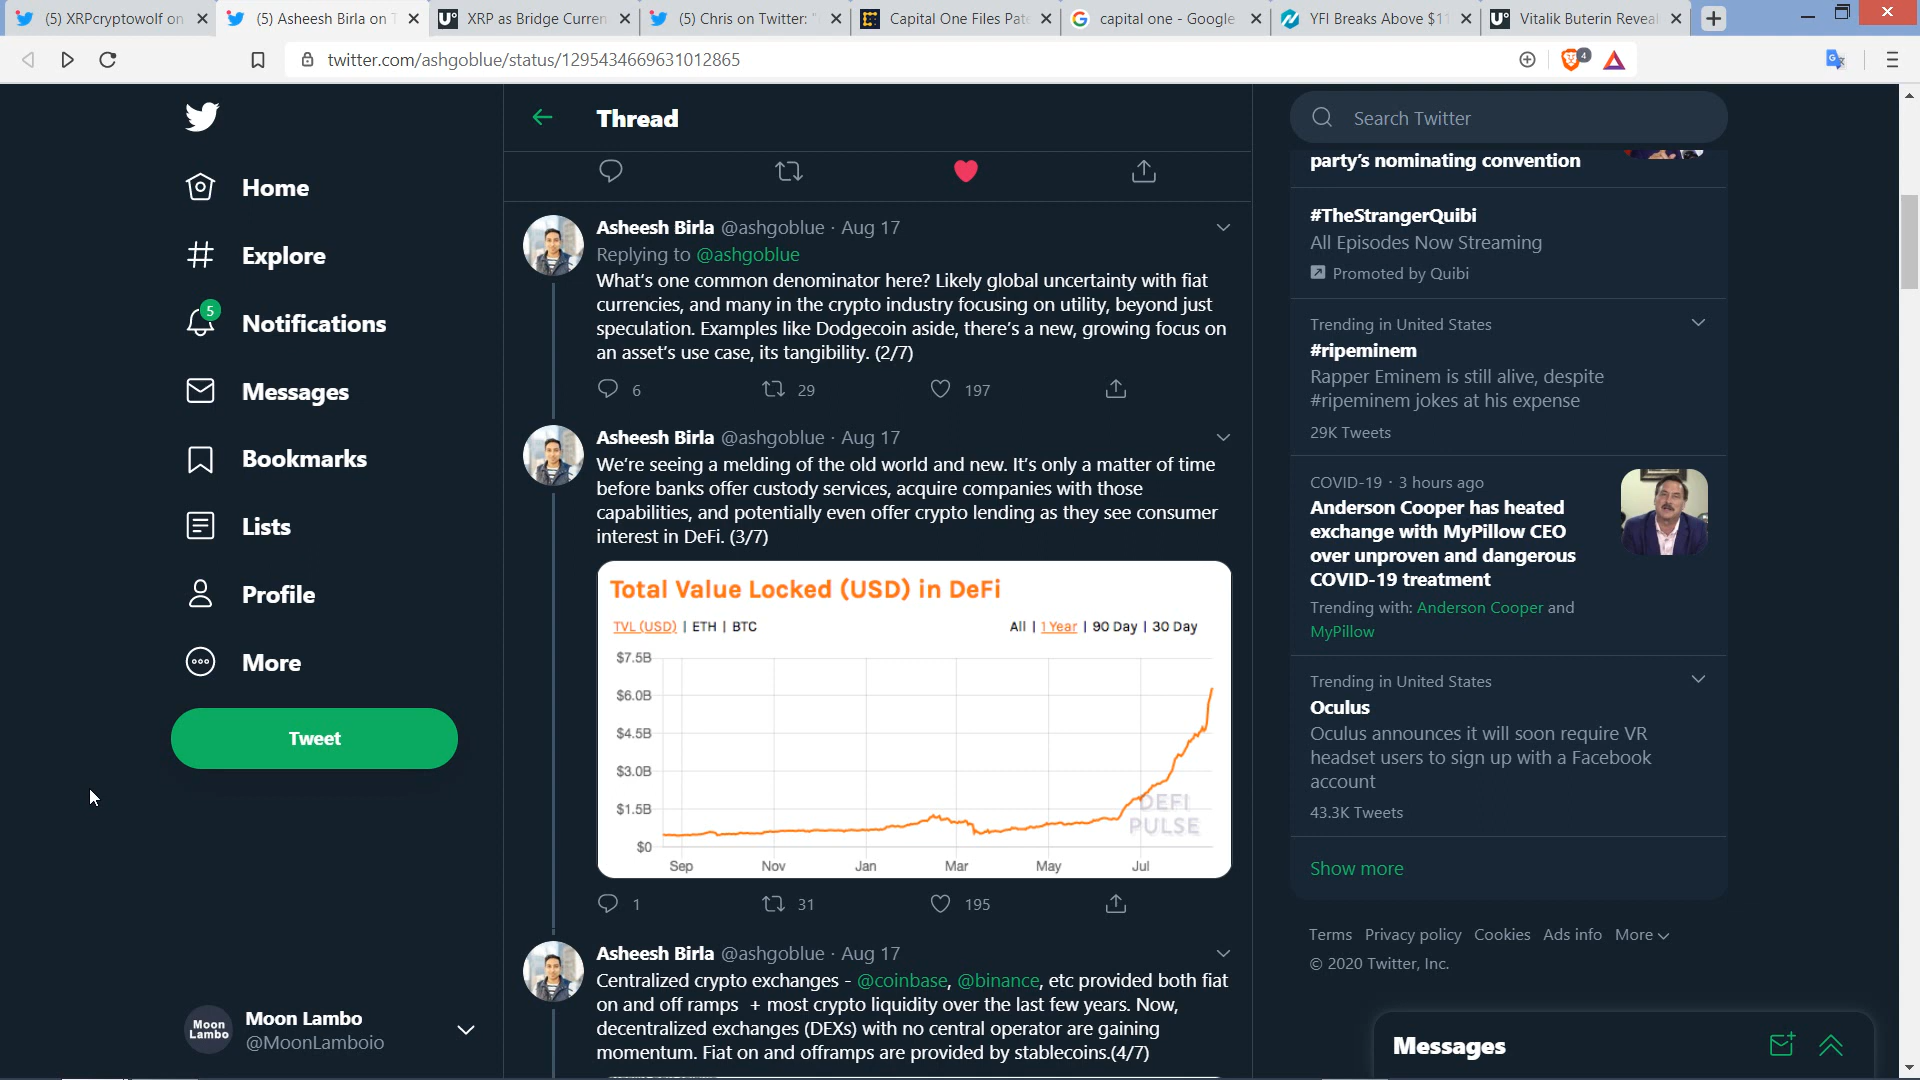 (5) XRPcryptowolf on
(5) Asheesh Birla on T
XRP as Bridge Curren
(5) Chris on Twitter: "
Capital One Files Pate
capital one - Google
YFI Breaks Above $11
Vitalik Buterin Reveal
twitter.com/ashgoblue/status/1295434669631012865
4
Home
Explore
5
Notifications
Messages
Bookmarks
Lists
Profile
More
Tweet
Moon Lambo
Moon Lambo
@MoonLamboio
Thread
Asheesh Birla @ashgoblue · Aug 17
Replying to @ashgoblue
What's one common denominator here? Likely global uncertainty with fiat
currencies, and many in the crypto industry focusing on utility, beyond just
speculation. Examples like Dodgecoin aside, there's a new, growing focus on
an asset's use case, its tangibility. (2/7)
6 29 197
Asheesh Birla @ashgoblue · Aug 17
We're seeing a melding of the old world and new. It's only a matter of time
before banks offer custody services, acquire companies with those
capabilities, and potentially even offer crypto lending as they see consumer
interest in DeFi. (3/7)
Total Value Locked (USD) in DeFi
TVL (USD) | ETH | BTC
All | 1 Year | 90 Day | 30 Day
$7.5B
$6.0B
$4.5B
$3.0B
$1.5B
$0
DEFI
PULSE
Sep Nov Jan Mar May Jul
1 31 195
Asheesh Birla @ashgoblue · Aug 17
Centralized crypto exchanges - @coinbase, @binance, etc provided both fiat
on and off ramps + most crypto liquidity over the last few years. Now,
decentralized exchanges (DEXs) with no central operator are gaining
momentum. Fiat on and offramps are provided by stablecoins.(4/7)
Search Twitter
party's nominating convention
#TheStrangerQuibi
All Episodes Now Streaming
Promoted by Quibi
Trending in United States
#ripeminem
Rapper Eminem is still alive, despite
#ripeminem jokes at his expense
29K Tweets
COVID-19 · 3 hours ago
Anderson Cooper has heated
exchange with MyPillow CEO
over unproven and dangerous
COVID-19 treatment
Trending with: Anderson Cooper and
MyPillow
Trending in United States
Oculus
Oculus announces it will soon require VR
headset users to sign up with a Facebook
account
43.3K Tweets
Show more
Terms Privacy policy Cookies Ads info More
© 2020 Twitter, Inc.
Messages